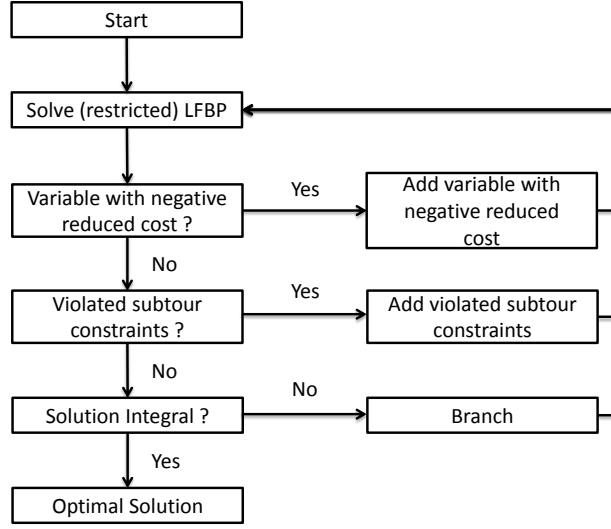 Start
Solve (restricted) LFBP
Variable with negative
reduced cost ?
Yes
Add variable with
negative reduced
cost
No
Violated subtour
constraints ?
Yes
Add violated subtour
constraints
No
Solution Integral ?
No
Branch
Yes
Optimal Solution